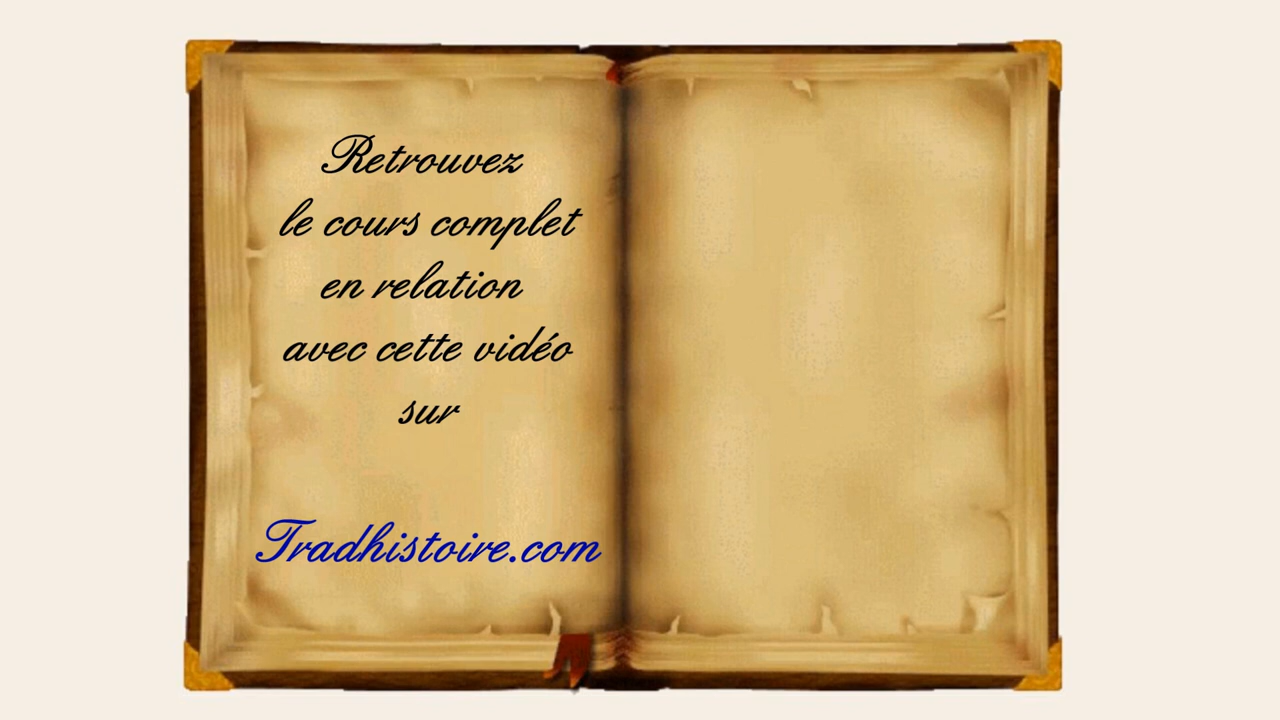 Retrouvez
le cours complet
en relation
avec cette vidéo
sur
Tradhistoire.com